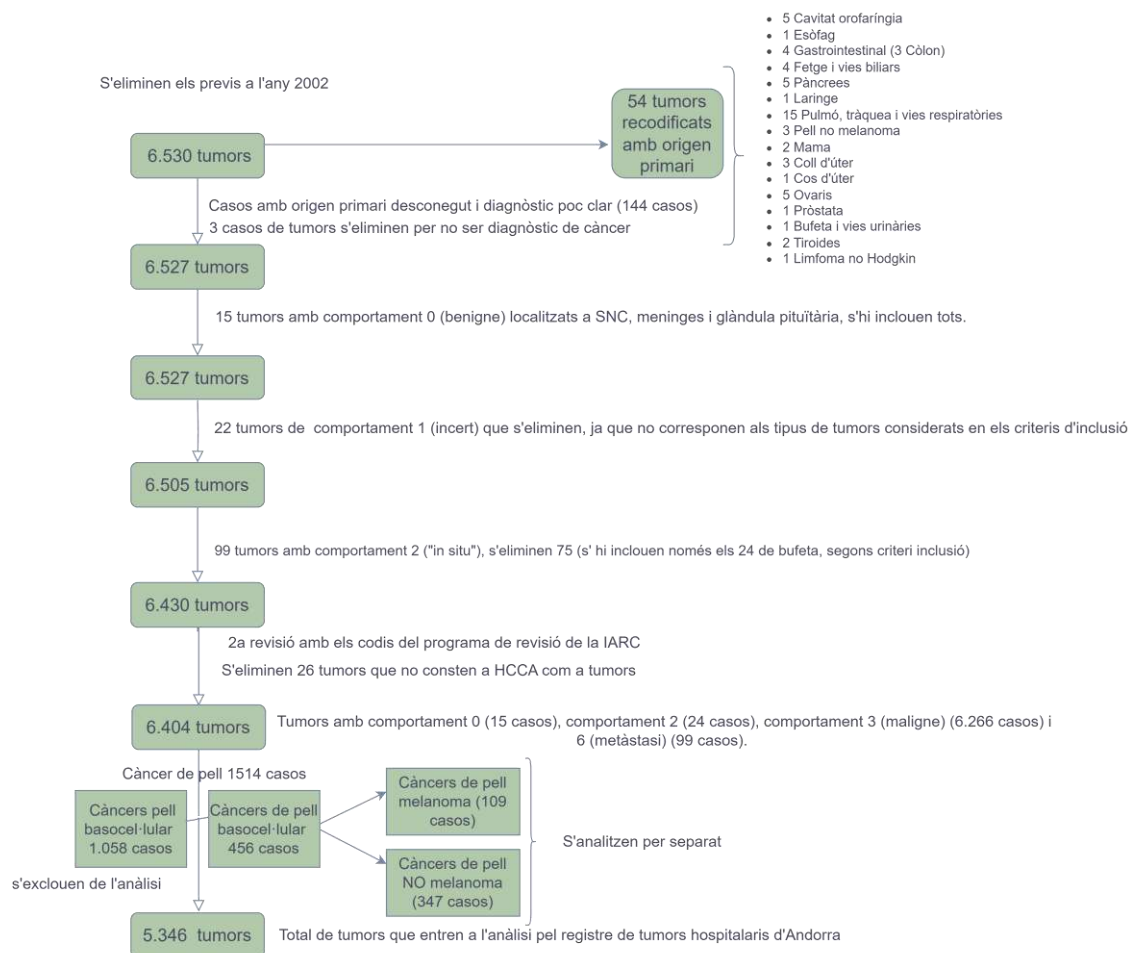 S'eliminen els previs a l'any 2002
6.530 tumors
54 tumors
recodificats
amb origen
primari
5 Cavitat orofaríngia
1 Esòfag
4 Gastrointestinal (3 Còlon)
4 Fetge i vies biliars
5 Pàncrees
1 Laringe
15 Pulmó, tràquea i vies respiratòries
3 Pell no melanoma
2 Mama
3 Coll d'úter
1 Cos d'úter
5 Ovaris
1 Pròstata
1 Bufeta i vies urinàries
2 Tiroides
1 Limfoma no Hodgkin
Casos amb origen primari desconegut i diagnòstic poc clar (144 casos)
3 casos de tumors s'eliminen per no ser diagnòstic de càncer
6.527 tumors
15 tumors amb comportament 0 (benigne) localitzats a SNC, meninges i glàndula pituïtària, s'hi inclouen tots.
6.527 tumors
22 tumors de comportament 1 (incert) que s'eliminen, ja que no corresponen als tipus de tumors considerats en els criteris d'inclusió
6.505 tumors
99 tumors amb comportament 2 ("in situ"), s'eliminen 75 (s' hi inclouen només els 24 de bufeta, segons criteri inclusió)
6.430 tumors
2a revisió amb els codis del programa de revisió de la IARC
S'eliminen 26 tumors que no consten a HCCA com a tumors
6.404 tumors
Tumors amb comportament 0 (15 casos), comportament 2 (24 casos), comportament 3 (maligne) (6.266 casos) i
6 (metàstasi) (99 casos).
Càncer de pell 1514 casos
Càncers pell
basocel·lular
1.058 casos
Càncers de pell
basocel·lular
456 casos
Càncers de pell
melanoma (109
casos)
Càncers de pell
NO melanoma
(347 casos)
S'analitzen per separat
s'exclouen de l'anàlisi
5.346 tumors
Total de tumors que entren a l'anàlisi pel registre de tumors hospitalaris d'Andorra